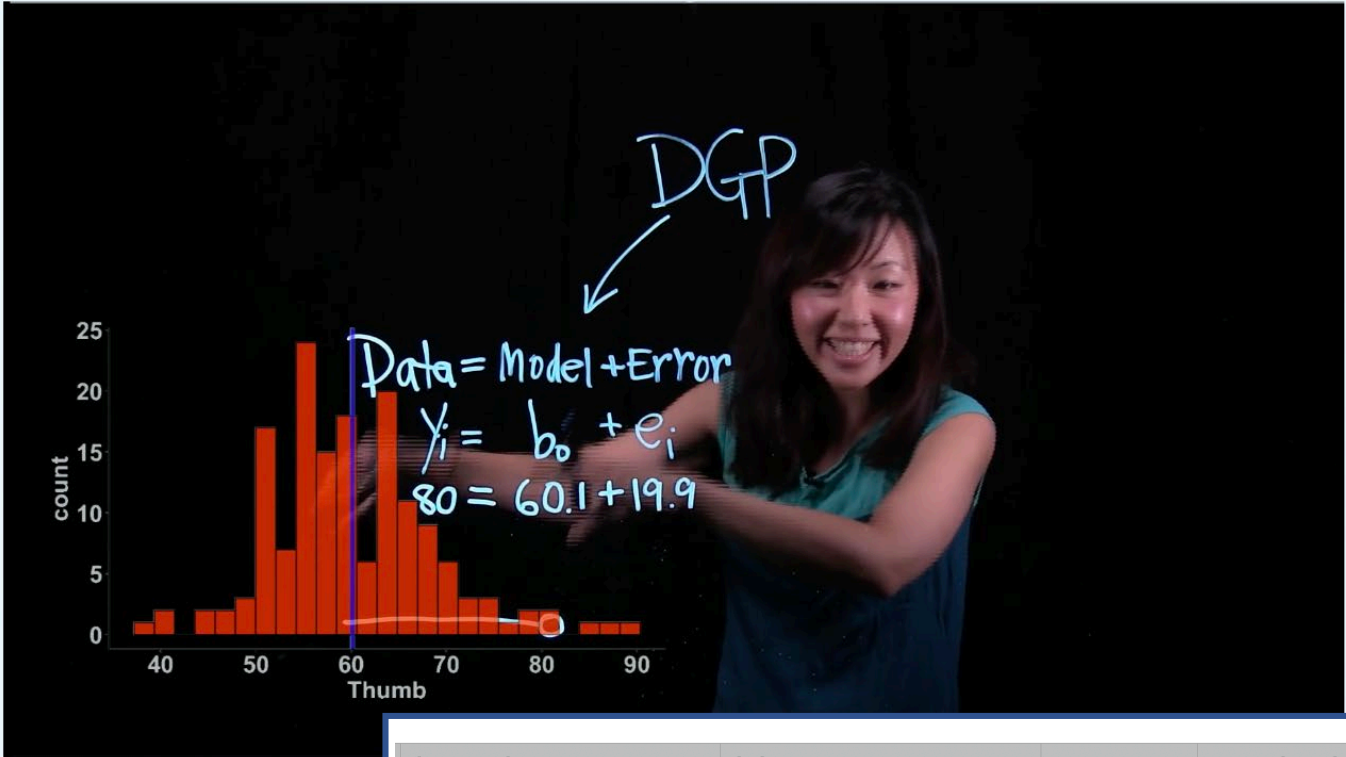 DGP
Data = Model + Error
yᵢ = b₀ + eᵢ
80 = 60.1 + 19.9
25
20
15
10
5
0
count
40 50 60 70 80 90
Thumb